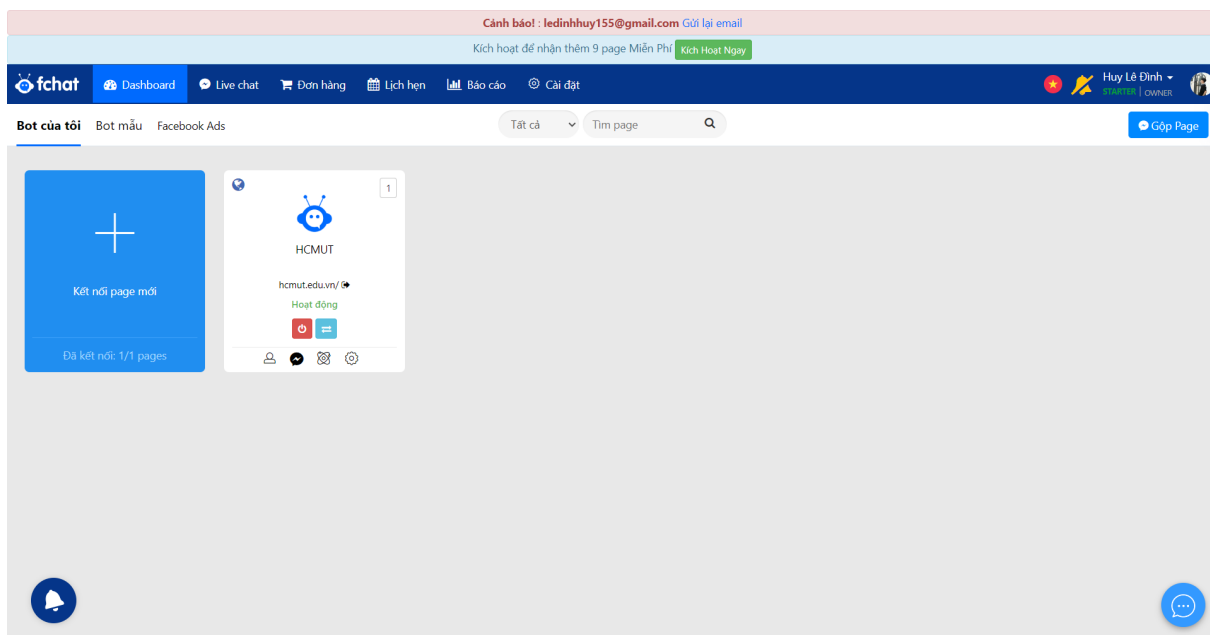 Cảnh báo! : ledinhhuy155@gmail.com Gửi lại email
Kích hoạt để nhận thêm 9 page Miễn Phí Kích Hoạt Ngay
fchat Dashboard Live chat Đơn hàng Lịch hẹn Báo cáo Cài đặt Huy Lê Đình
STARTER | OWNER
Bot của tôi Bot mẫu Facebook Ads Tất cả Tìm page Gộp Page
1
HCMUT
Kết nối page mới
hcmut.edu.vn/
Hoạt động
Đã kết nối: 1/1 pages